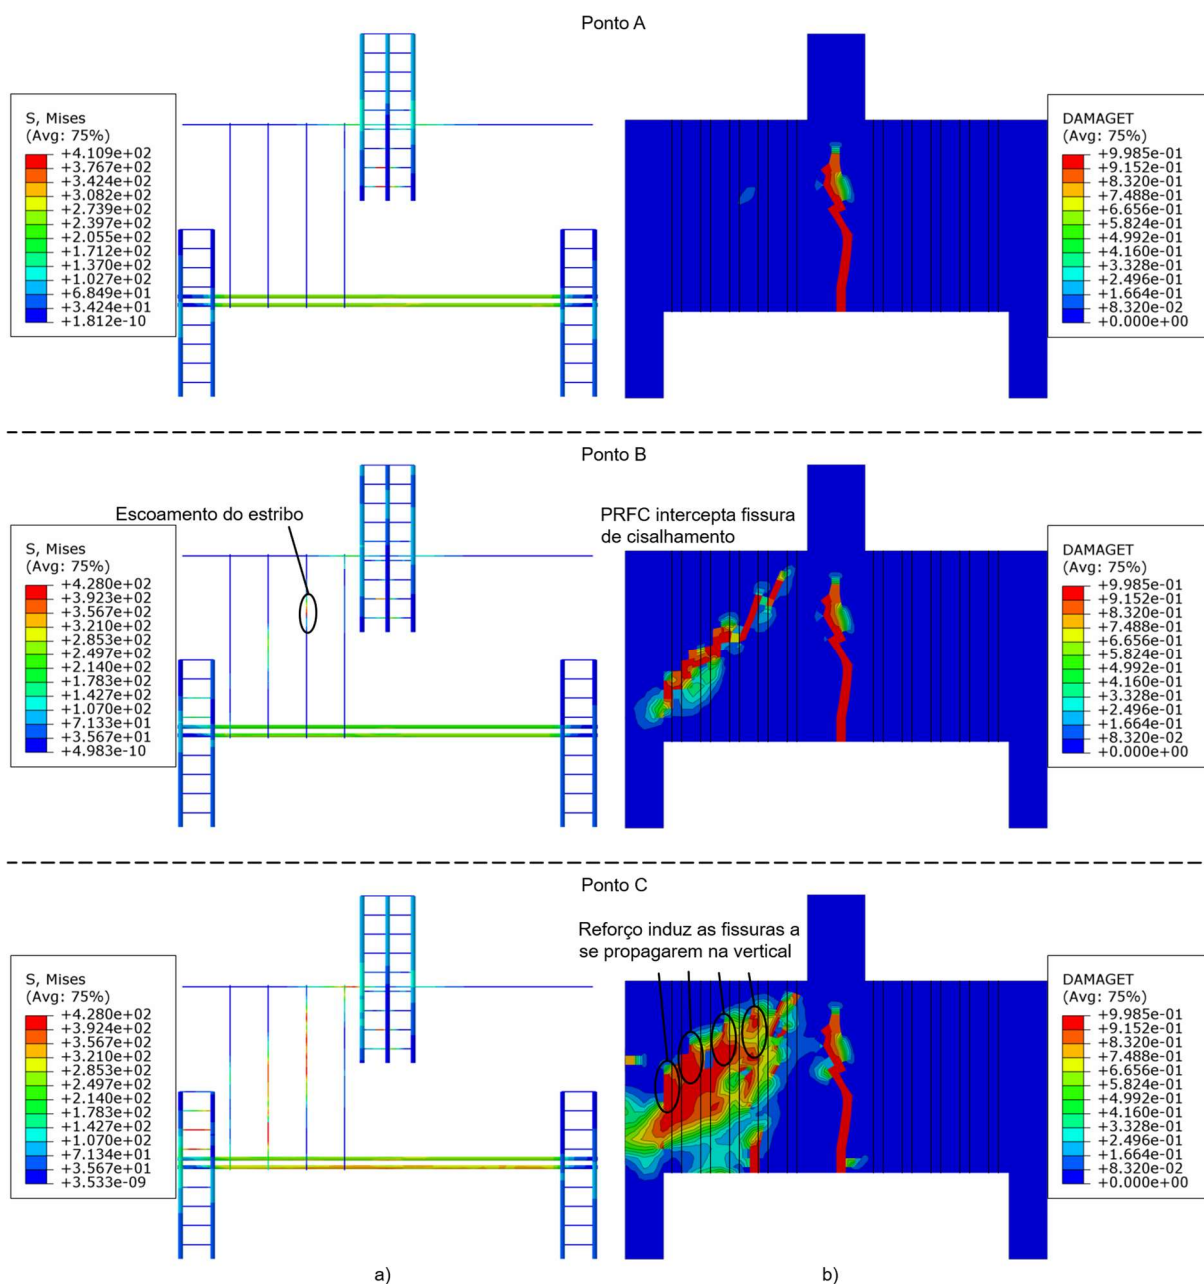 Ponto A
S, Mises
(Avg: 75%)
+4.109e+02
+3.767e+02
+3.424e+02
+3.082e+02
+2.739e+02
+2.397e+02
+2.055e+02
+1.712e+02
+1.370e+02
+1.027e+02
+6.849e+01
+3.424e+01
+1.812e-10
DAMAGET
(Avg: 75%)
+9.985e-01
+9.152e-01
+8.320e-01
+7.488e-01
+6.656e-01
+5.824e-01
+4.992e-01
+4.160e-01
+3.328e-01
+2.496e-01
+1.664e-01
+8.320e-02
+0.000e+00
Ponto B
Escoamento do estribo
S, Mises
(Avg: 75%)
+4.280e+02
+3.923e+02
+3.567e+02
+3.210e+02
+2.853e+02
+2.497e+02
+2.140e+02
+1.783e+02
+1.427e+02
+1.070e+02
+7.133e+01
+3.567e+01
+4.983e-10
PRFC intercepta fissura
de cisalhamento
DAMAGET
(Avg: 75%)
+9.985e-01
+9.152e-01
+8.320e-01
+7.488e-01
+6.656e-01
+5.824e-01
+4.992e-01
+4.160e-01
+3.328e-01
+2.496e-01
+1.664e-01
+8.320e-02
+0.000e+00
Ponto C
S, Mises
(Avg: 75%)
+4.280e+02
+3.924e+02
+3.567e+02
+3.210e+02
+2.853e+02
+2.497e+02
+2.140e+02
+1.783e+02
+1.427e+02
+1.070e+02
+7.134e+01
+3.567e+01
+3.533e-09
Reforço induz as fissuras a
se propagarem na vertical
DAMAGET
(Avg: 75%)
+9.985e-01
+9.152e-01
+8.320e-01
+7.488e-01
+6.656e-01
+5.824e-01
+4.992e-01
+4.160e-01
+3.328e-01
+2.496e-01
+1.664e-01
+8.320e-02
+0.000e+00
a)
b)